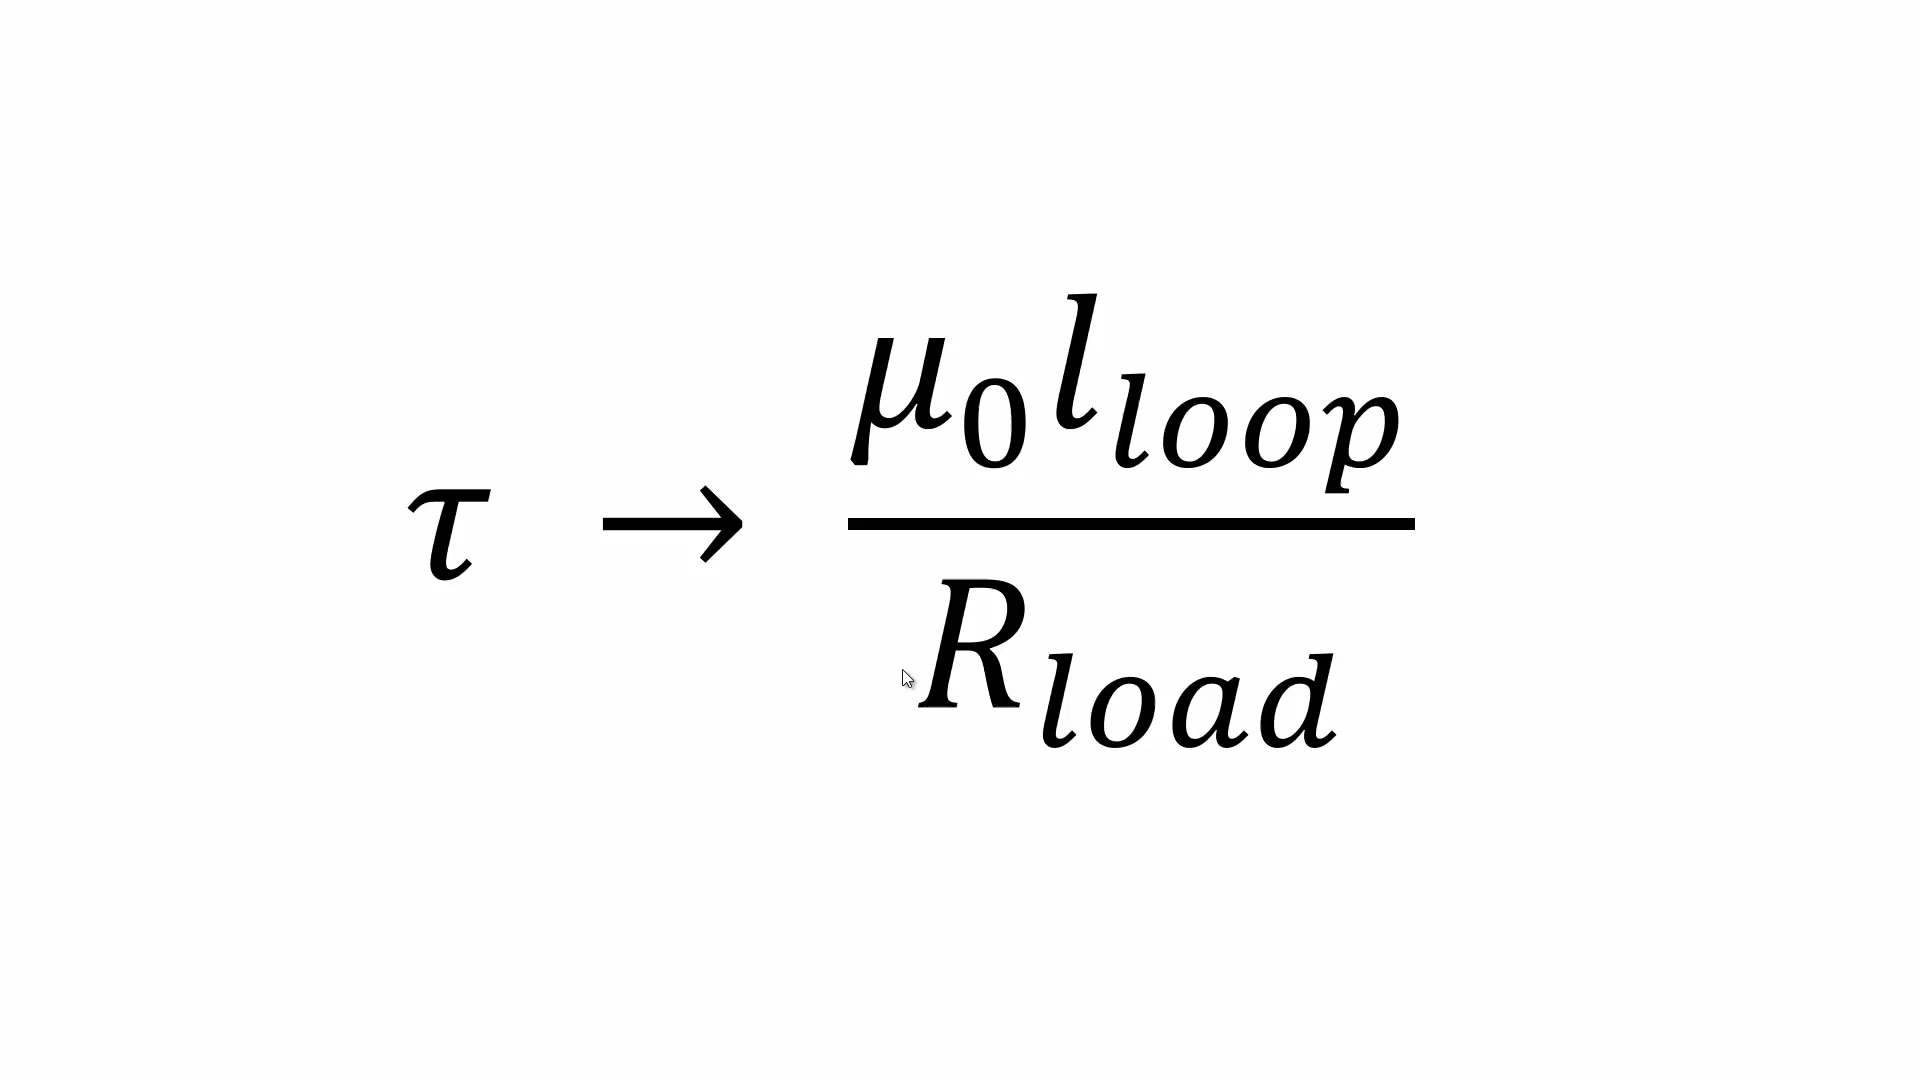 τ → μ₀l_loop / R_load